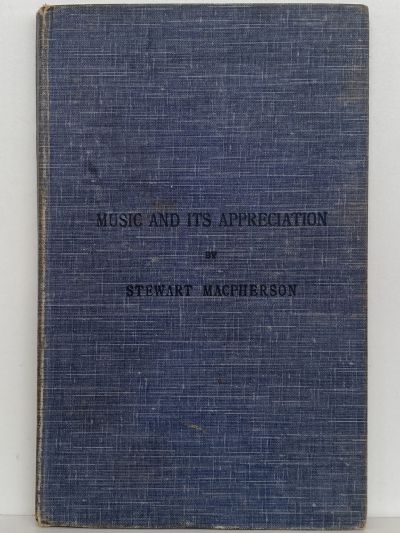 MUSIC AND ITS APPRECIATION
BY
STEWART MACPHERSON